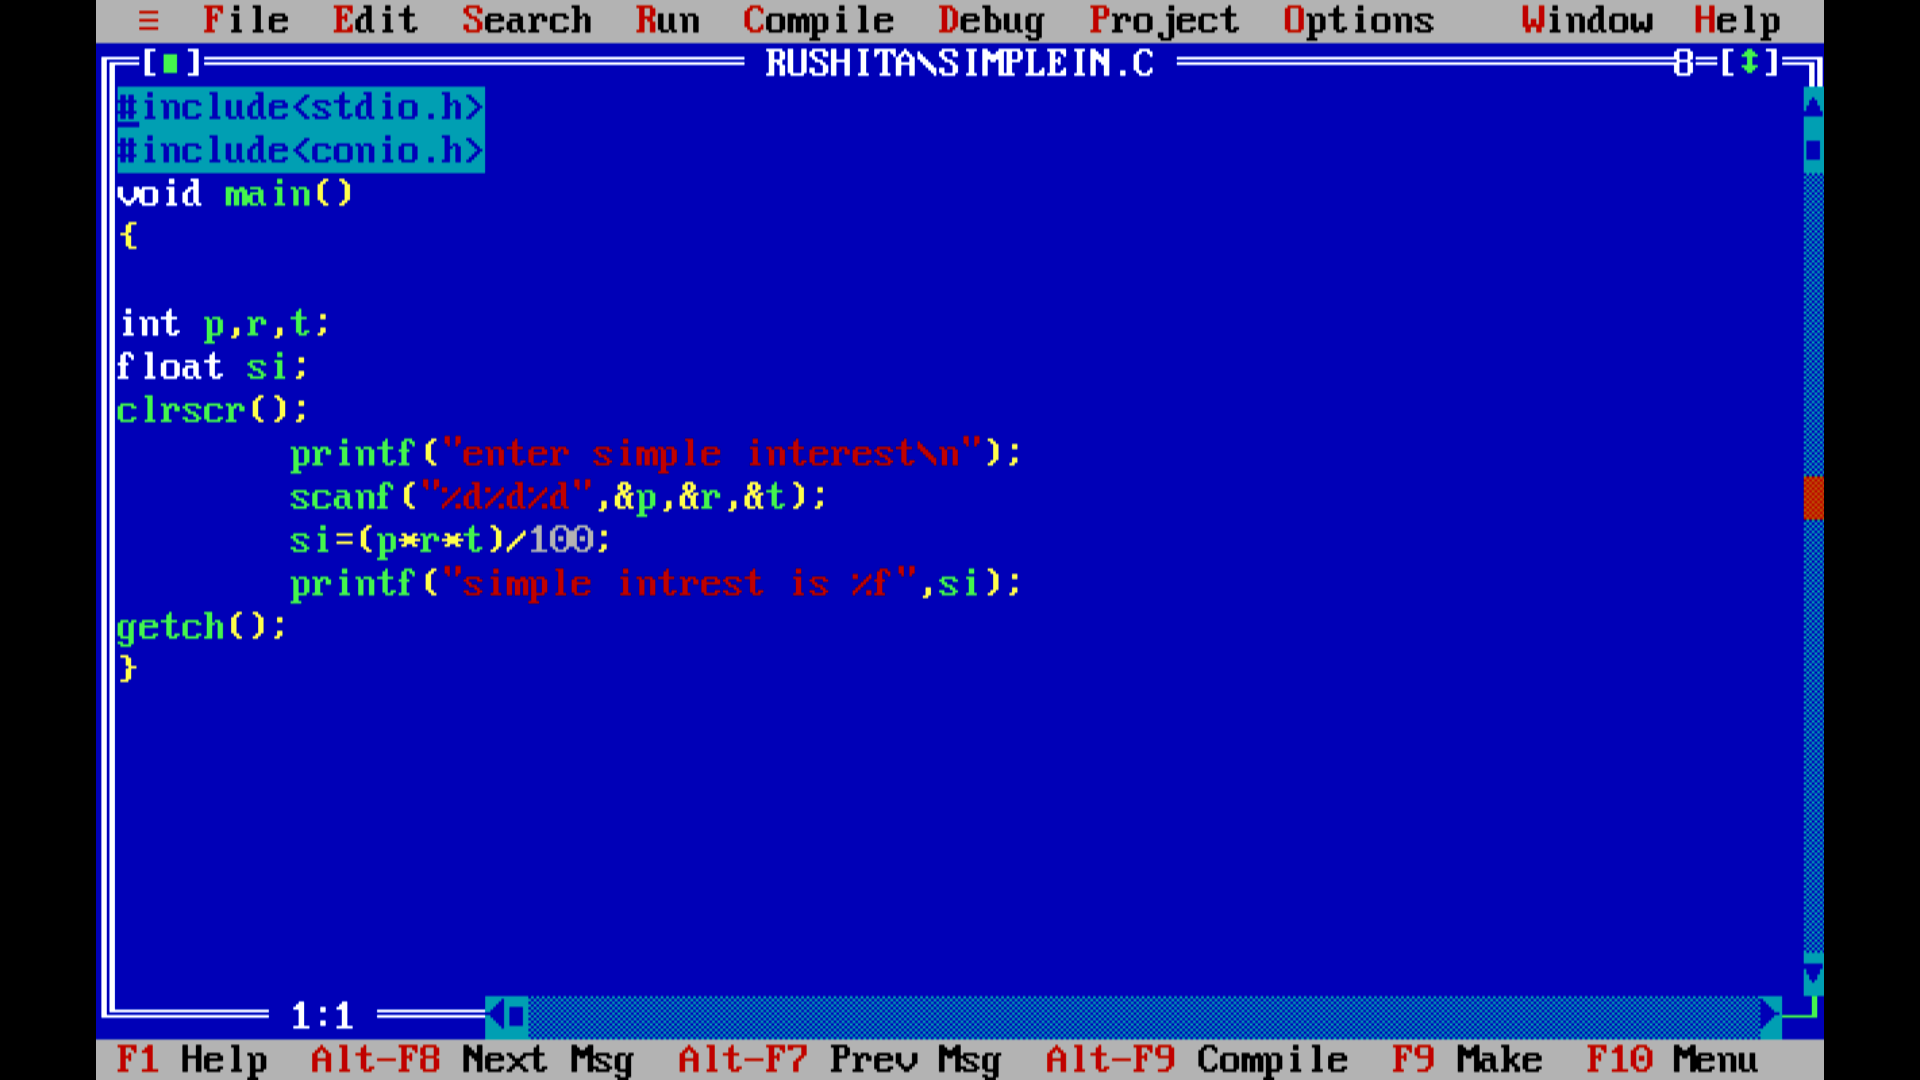 ≡ File Edit Search Run Compile Debug Project Options Window Help
[■] RUSHITA\SIMPLEIN.C 8=[↕]
#include<stdio.h>
#include<conio.h>
void main()
{
int p,r,t;
float si;
clrscr();
printf("enter simple interest\n");
scanf("%d%d%d",&p,&r,&t);
si=(p*r*t)/100;
printf("simple intrest is %f",si);
getch();
}
1:1
F1 Help Alt-F8 Next Msg Alt-F7 Prev Msg Alt-F9 Compile F9 Make F10 Menu